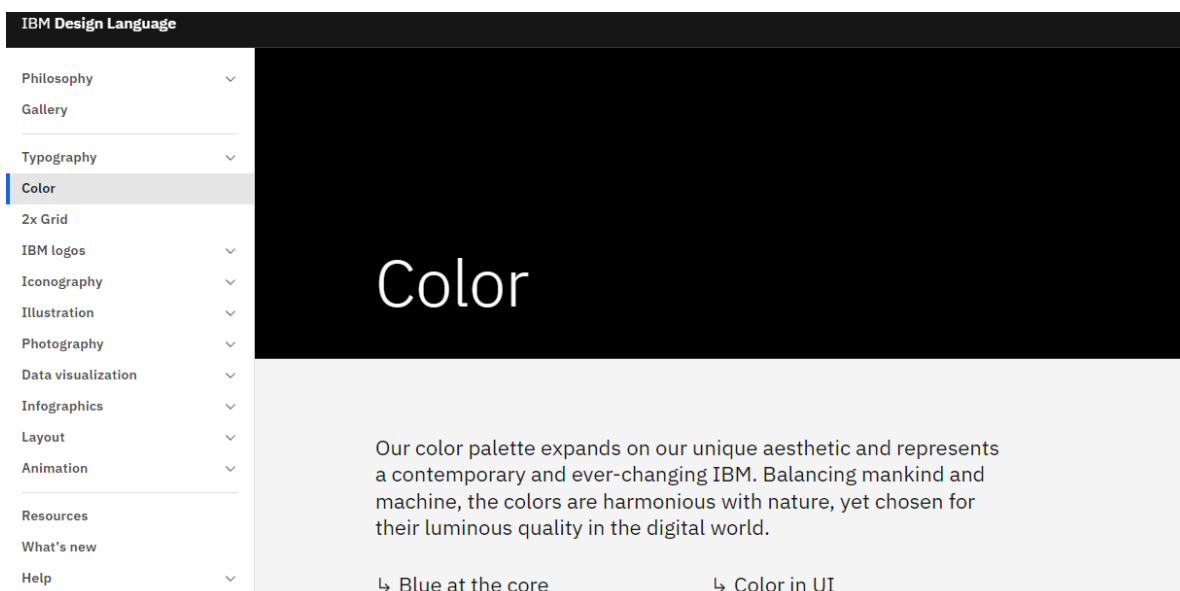 IBM Design Language
Philosophy
Gallery
Typography
Color
2x Grid
IBM logos
Iconography
Illustration
Photography
Data visualization
Infographics
Layout
Animation
Resources
What's new
Help
Color
Our color palette expands on our unique aesthetic and represents
a contemporary and ever-changing IBM. Balancing mankind and
machine, the colors are harmonious with nature, yet chosen for
their luminous quality in the digital world.
↳ Blue at the core
↳ Color in UI